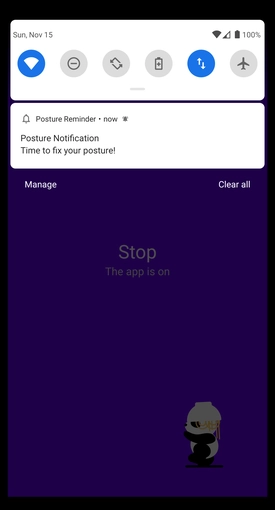 Sun, Nov 15 100%
Posture Reminder • now
Posture Notification
Time to fix your posture!
Manage Clear all
Stop
The app is on